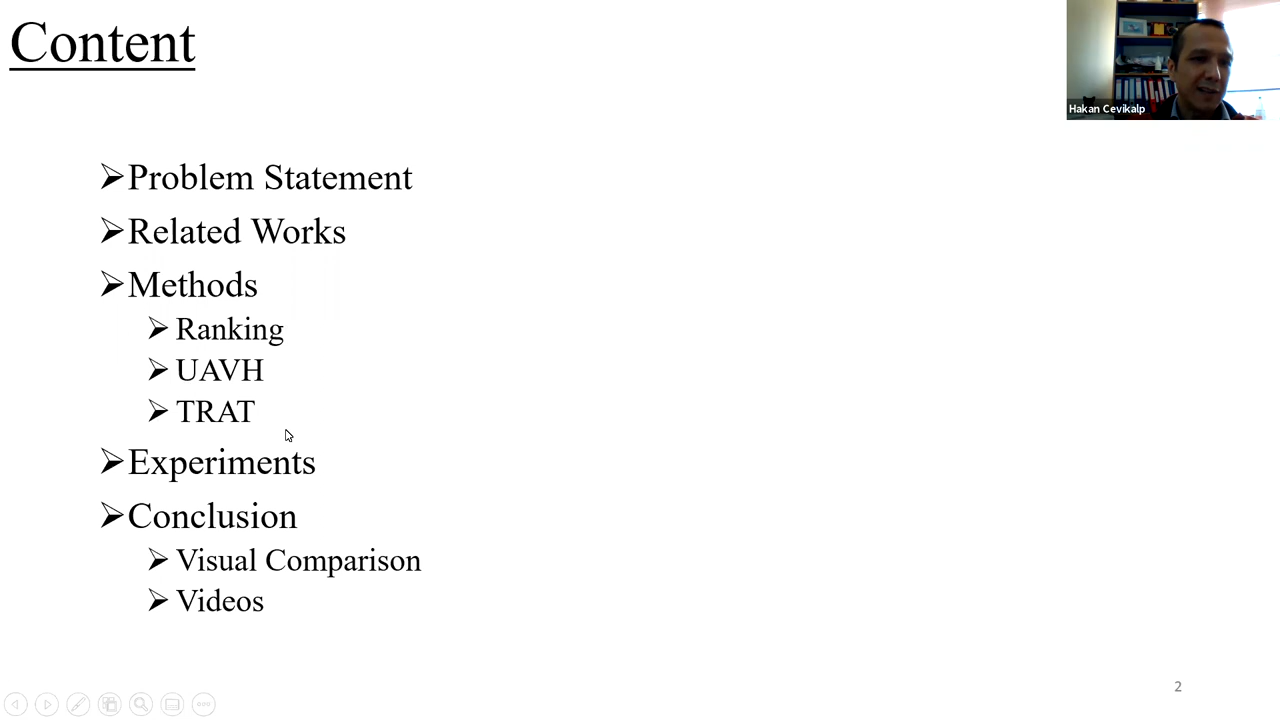 Content
Hakan Cevikalp
Problem Statement
Related Works
Methods
Ranking
UAVH
TRAT
Experiments
Conclusion
Visual Comparison
Videos
2